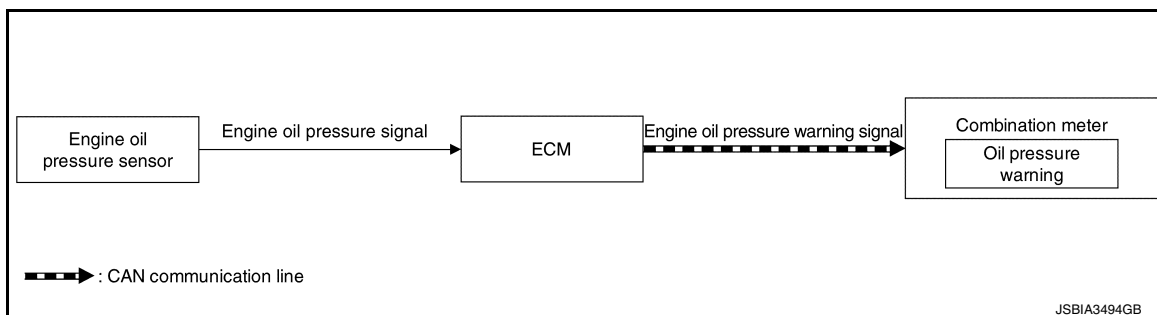 Engine oil
pressure sensor
Engine oil pressure signal
ECM
Engine oil pressure warning signal
Combination meter
Oil pressure
warning
: CAN communication line
JSBIA3494GB